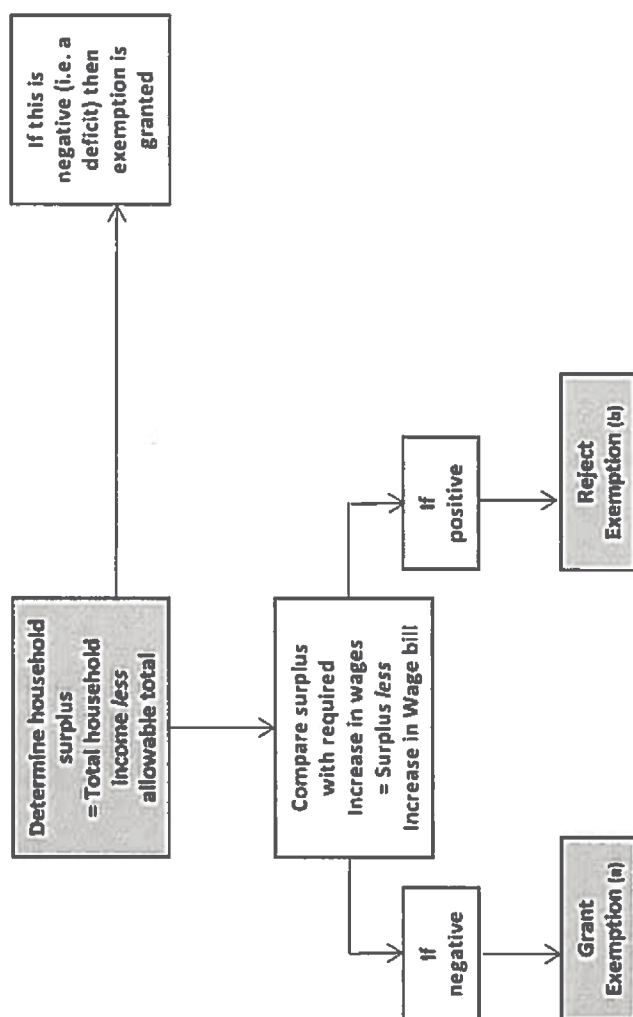 Determine household
surplus
= Total household
income less
allowable total
If this is
negative (i.e. a
deficit) then
exemption is
granted
Compare surplus
with required
Increase in wages
= Surplus less
Increase in Wage bill
If
negative
If
positive
Grant
Exemption (a)
Reject
Exemption (b)